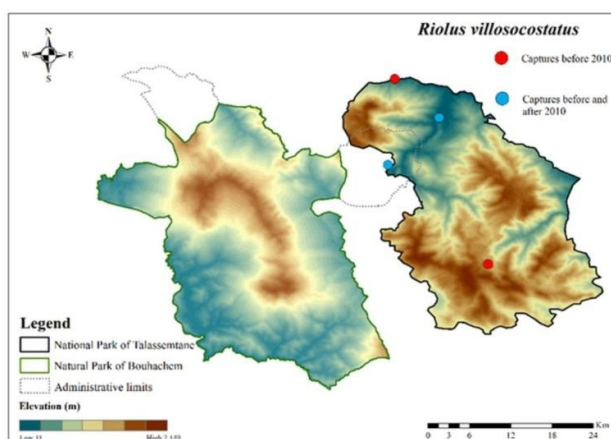 Riolus villosocostatus
N
W E
S
Captures before 2010
Captures before and
after 2010
Legend
National Park of Talassemtane
Natural Park of Bouhachem
Administrative limits
Elevation (m)
Km
0 3 6 12 18 24